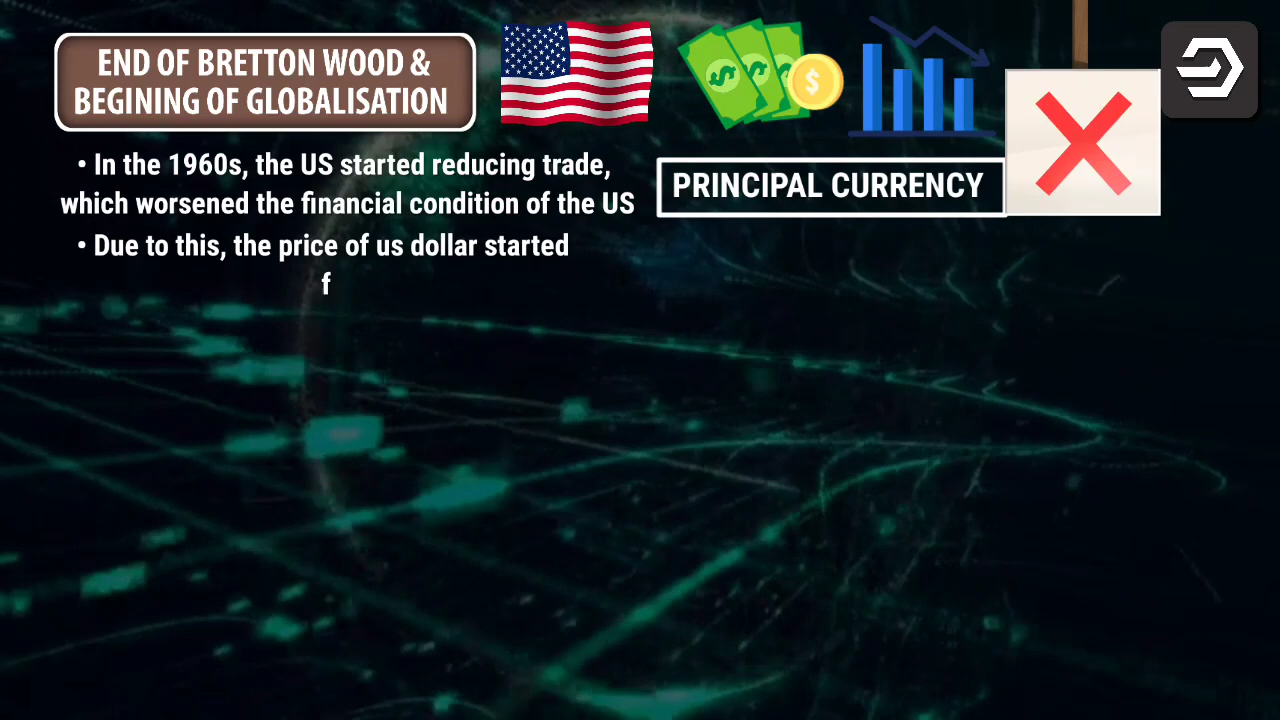 END OF BRETTON WOOD &
BEGINING OF GLOBALISATION
• In the 1960s, the US started reducing trade,
which worsened the financial condition of the US
• Due to this, the price of us dollar started
f
PRINCIPAL CURRENCY